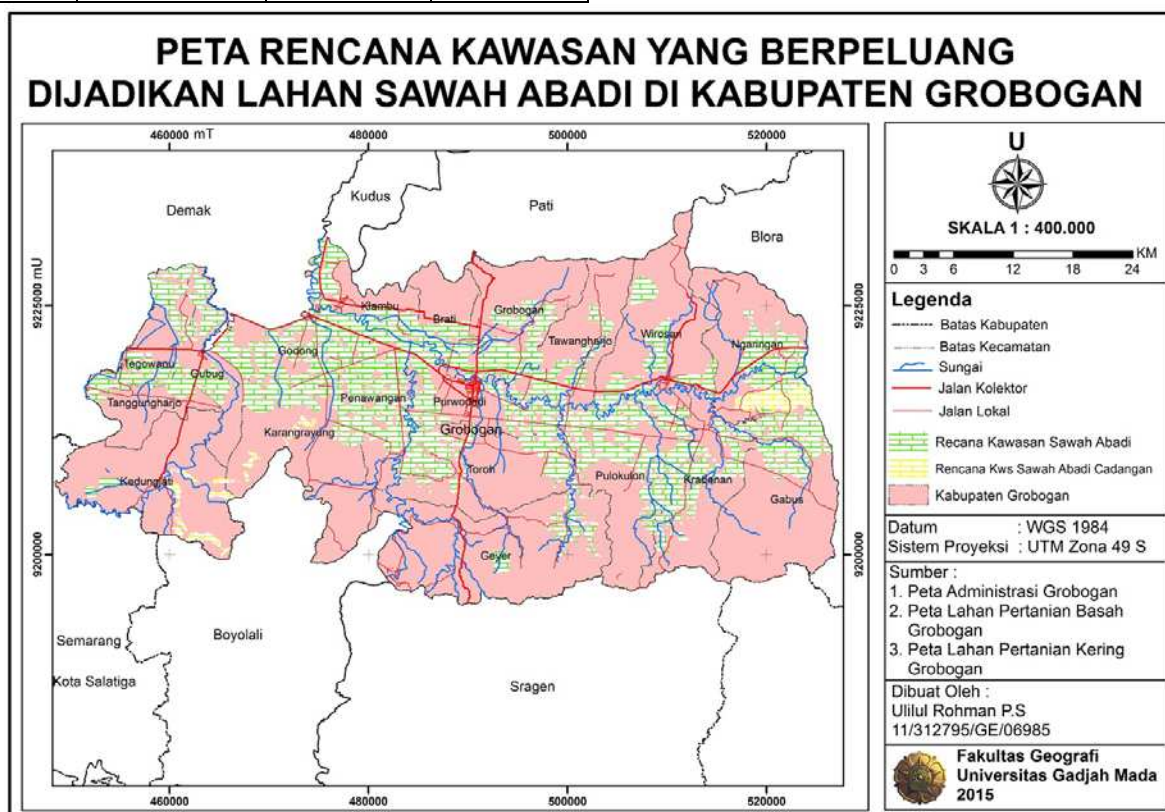 PETA RENCANA KAWASAN YANG BERPELUANG
DIJADIKAN LAHAN SAWAH ABADI DI KABUPATEN GROBOGAN
460000 mT
480000
500000
520000
9225000 mU
9225000
9200000
9200000
460000
480000
500000
520000
Demak
Kudus
Pati
Blora
Klambu
Brati
Grobogan
Tawangharjo
Wirosari
Ngaringan
Tegowanu
Gubug
Godong
Tanggungharjo
Penawangan
Purwodadi
Grobogan
Karangrayung
Toroh
Pulokulon
Kradenan
Gabus
Kedungjati
Geyer
Semarang
Boyolali
Kota Salatiga
Sragen
U
SKALA 1 : 400.000
KM
0 3 6 12 18 24
Legenda
Batas Kabupaten
Batas Kecamatan
Sungai
Jalan Kolektor
Jalan Lokal
Recana Kawasan Sawah Abadi
Rencana Kws Sawah Abadi Cadangan
Kabupaten Grobogan
Datum : WGS 1984
Sistem Proyeksi : UTM Zona 49 S
Sumber :
1. Peta Administrasi Grobogan
2. Peta Lahan Pertanian Basah
Grobogan
3. Peta Lahan Pertanian Kering
Grobogan
Dibuat Oleh :
Ulilul Rohman P.S
11/312795/GE/06985
Fakultas Geografi
Universitas Gadjah Mada
2015